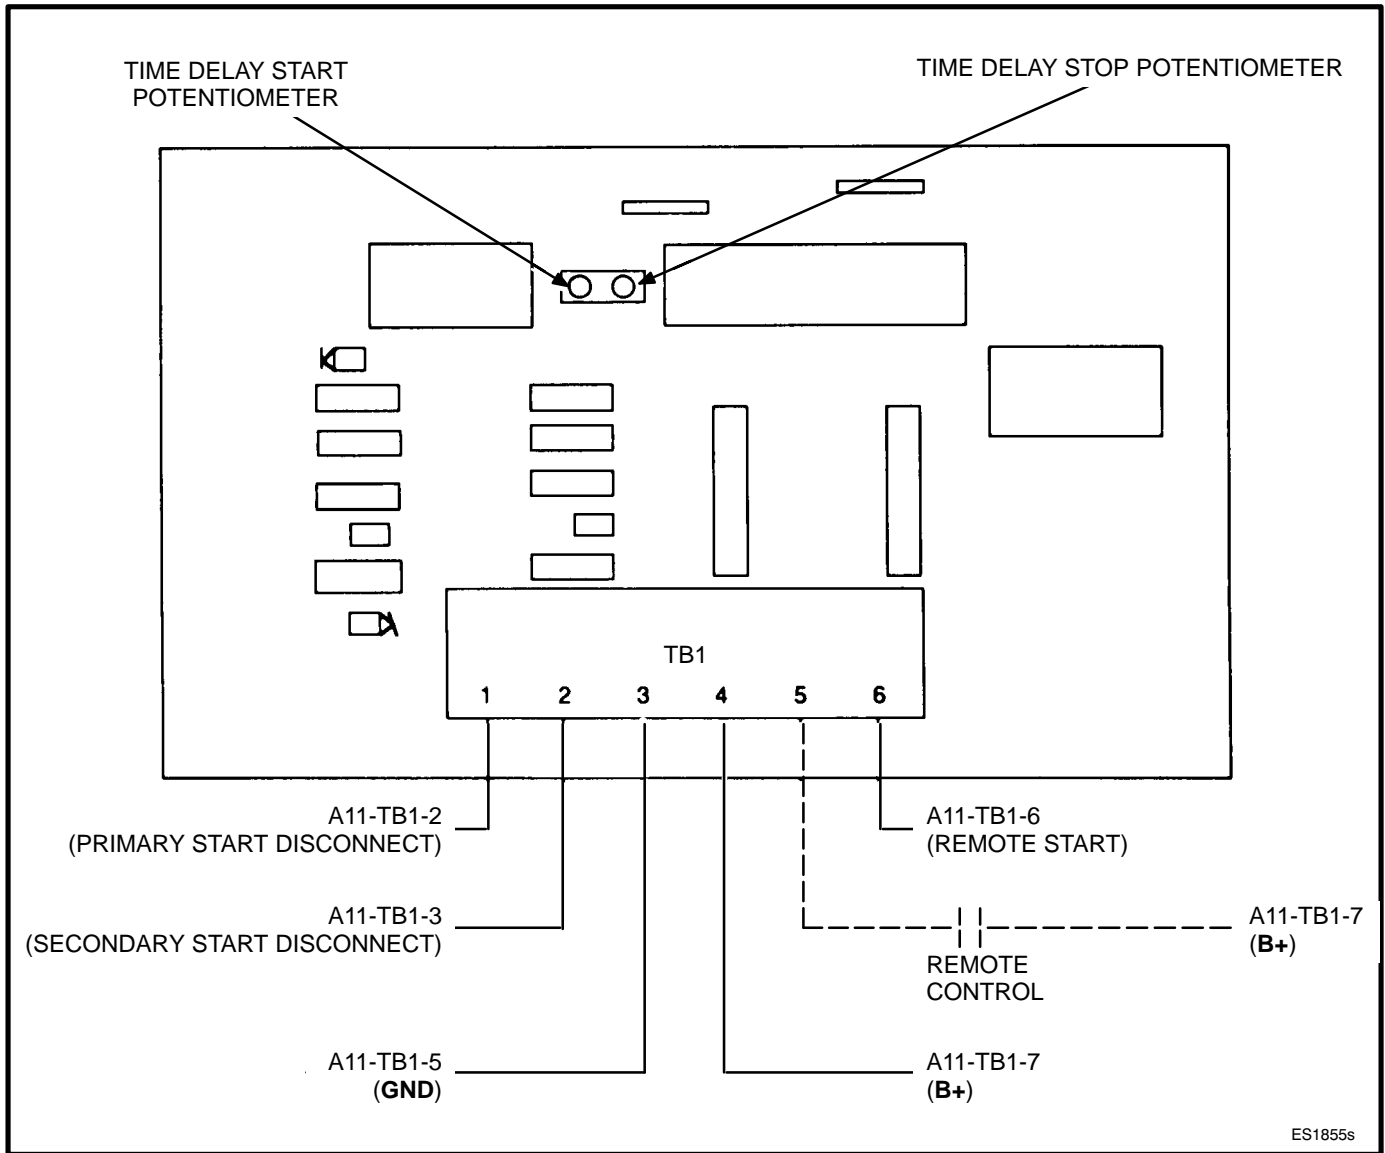 TIME DELAY START
POTENTIOMETER
TIME DELAY STOP POTENTIOMETER
TB1
1 2 3 4 5 6
A11-TB1-2
(PRIMARY START DISCONNECT)
A11-TB1-6
(REMOTE START)
A11-TB1-3
(SECONDARY START DISCONNECT)
REMOTE
CONTROL
A11-TB1-7
(B+)
A11-TB1-5
(GND)
A11-TB1-7
(B+)
ES1855s